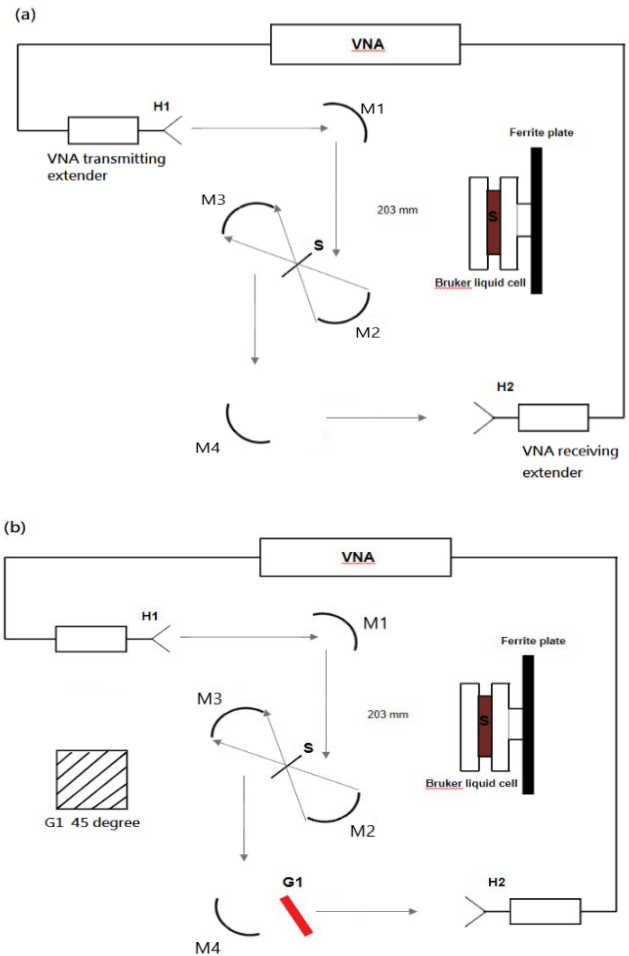 (a)
VNA
H1
M1
VNA transmitting
extender
Ferrite plate
M3
203 mm
S
S
Bruker liquid cell
M2
H2
M4
VNA receiving
extender
(b)
VNA
H1
M1
Ferrite plate
M3
203 mm
S
S
Bruker liquid cell
G1 45 degree
M2
G1
H2
M4